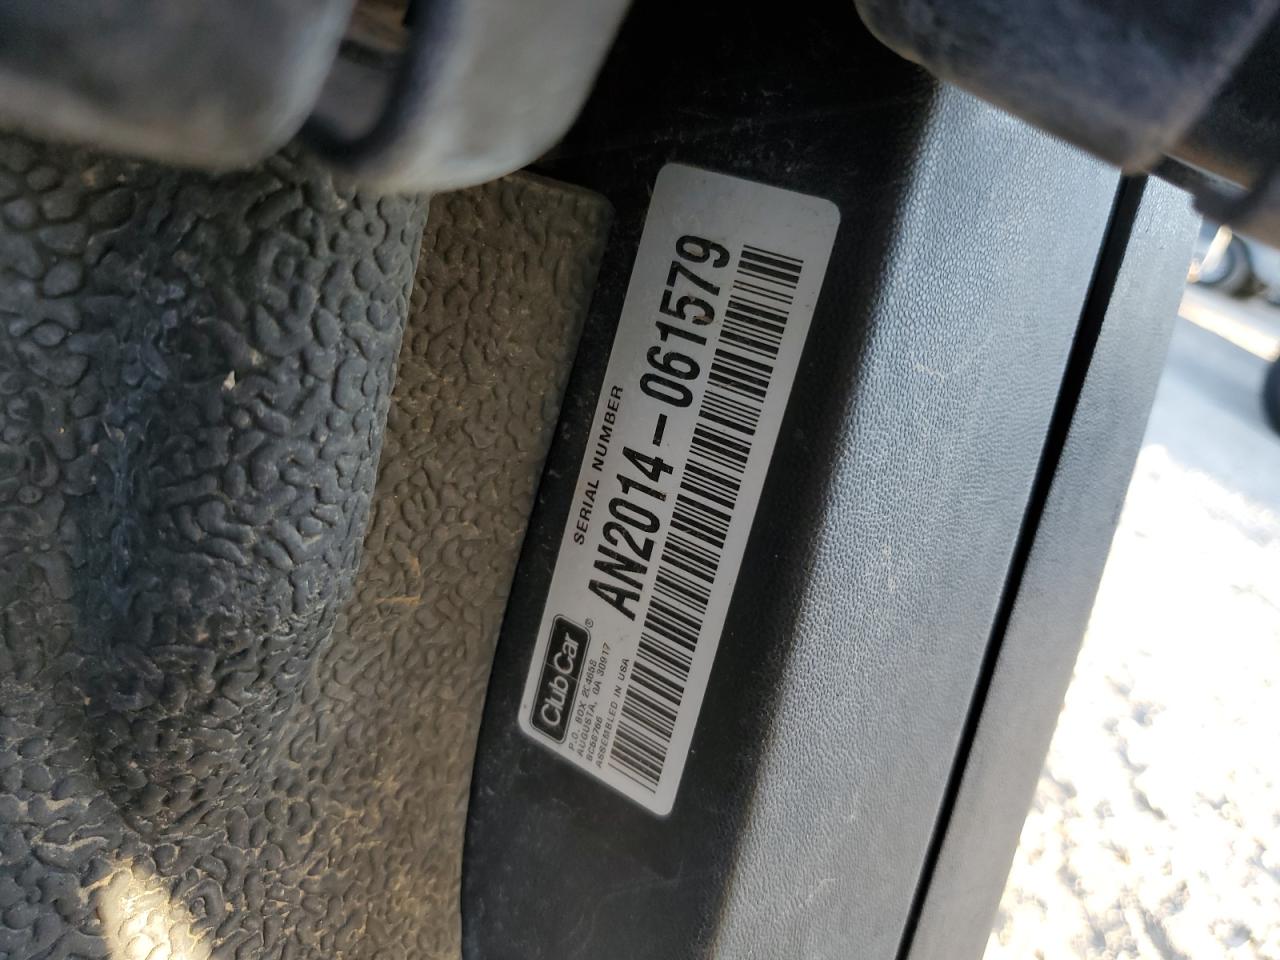 SERIAL NUMBER
AN2014-061579
ClubCar®
P.O. BOX 204658
AUGUSTA, GA 30917
ASSEMBLED IN USA